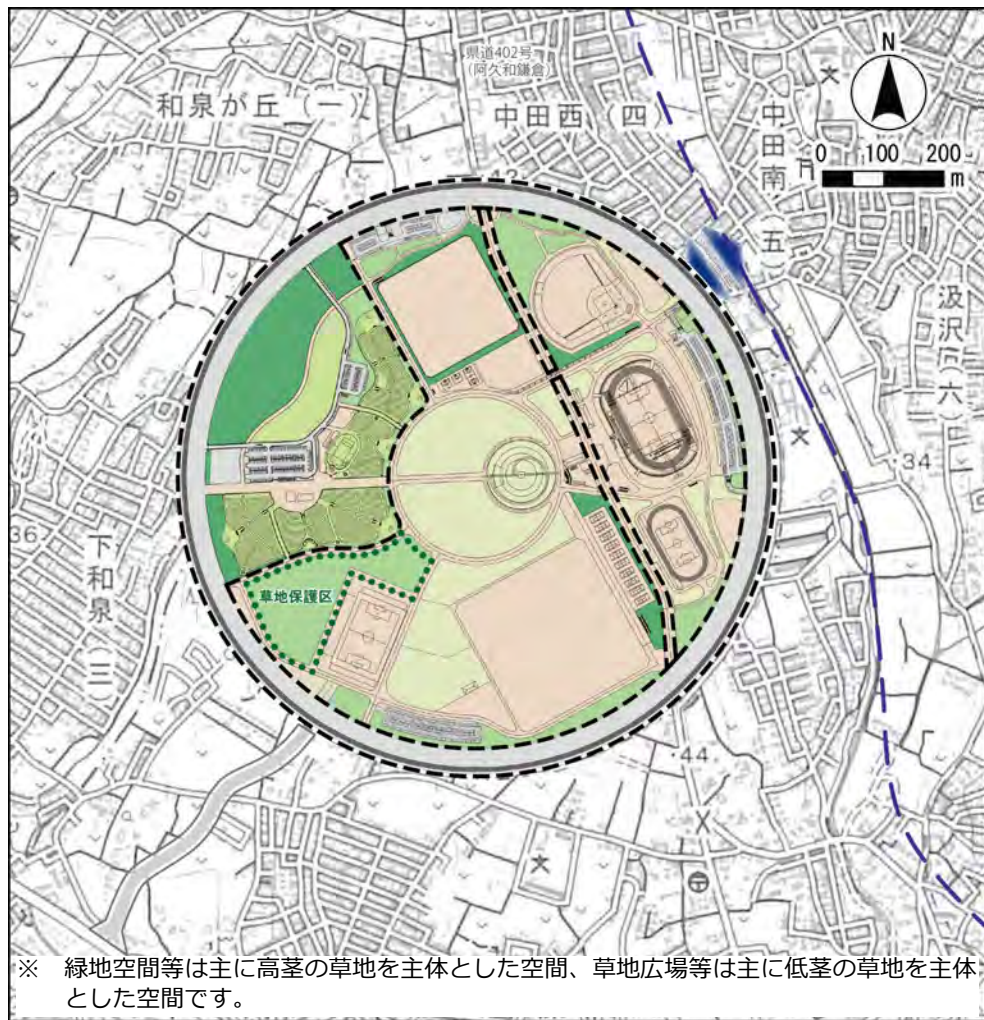 県道402号
(阿久和鎌倉)
和泉が丘(一)
中田西(四)
中田南(五)
N
0 100 200
m
汲沢(六)
・34
36
下和泉(三)
草地保護区
・44
※ 緑地空間等は主に高茎の草地を主体とした空間、草地広場等は主に低茎の草地を主体
とした空間です。